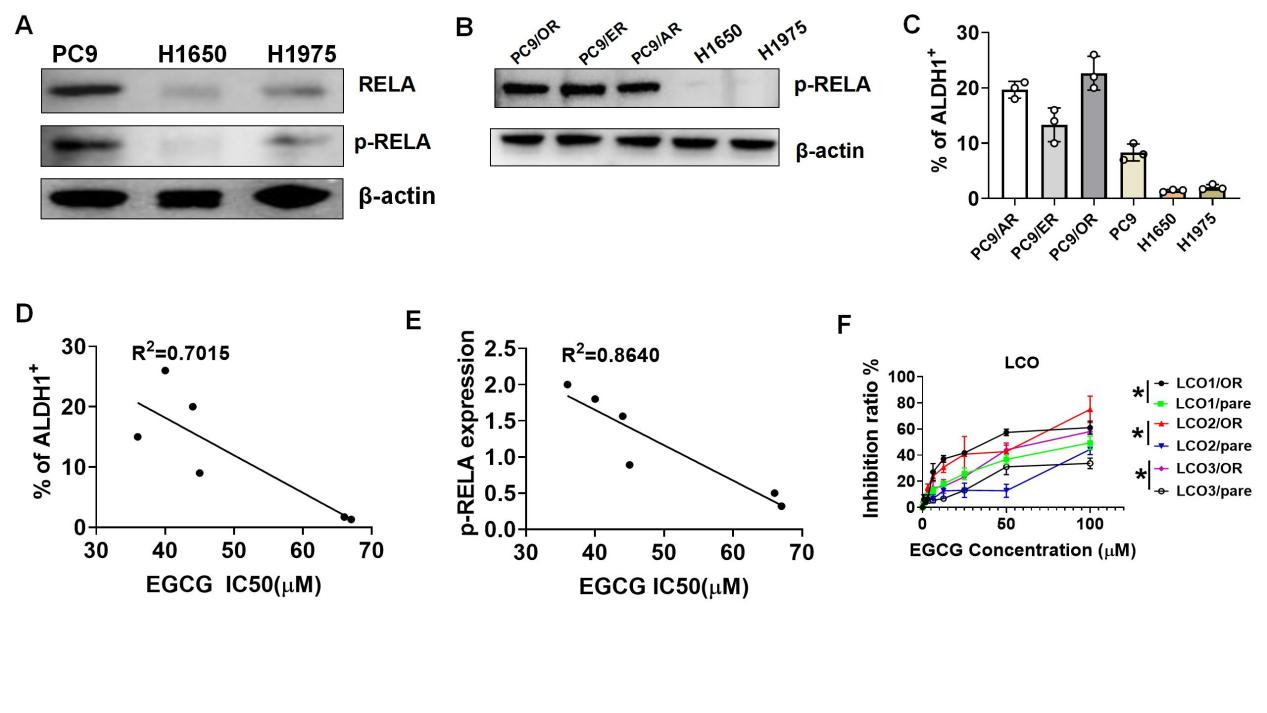 A
PC9 H1650 H1975
RELA
p-RELA
β-actin
B
PC9/OR PC9/ER PC9/AR H1650 H1975
p-RELA
β-actin
C
% of ALDH1+
30
20
10
0
PC9/AR PC9/ER PC9/OR PC9 H1650 H1975
D
R2=0.7015
% of ALDH1+
30
20
10
0
30 40 50 60 70
EGCG IC50(μM)
E
R2=0.8640
p-RELA expression
2.5
2.0
1.5
1.0
0.5
0.0
30 40 50 60 70
EGCG IC50(μM)
F
LCO
Inhibition ratio %
100
80
60
40
20
0
0 50 100
EGCG Concentration (μM)
* LCO1/OR
LCO1/pare
* LCO2/OR
LCO2/pare
* LCO3/OR
LCO3/pare